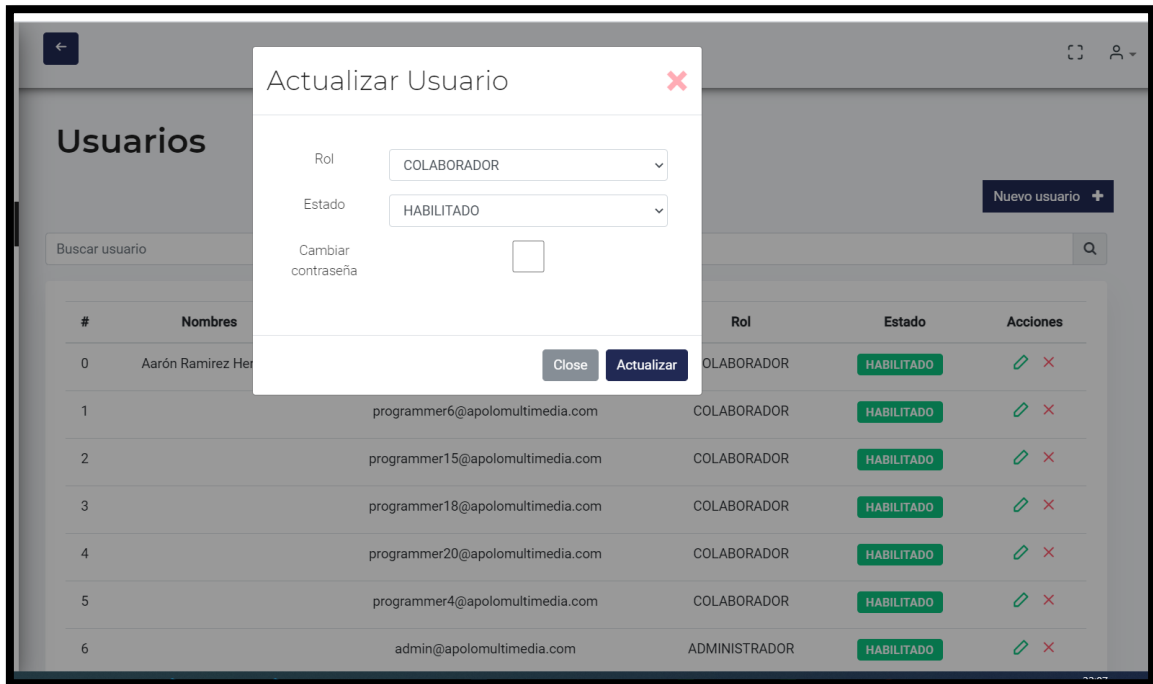 Actualizar Usuario
Usuarios
Rol
COLABORADOR
Nuevo usuario
Estado
HABILITADO
Buscar usuario
Cambiar
contraseña
# Nombres Rol Estado Acciones
Close Actualizar
0 Aarón Ramirez HABILITADO
1 programmer6@apolomultimedia.com COLABORADOR HABILITADO
2 programmer15@apolomultimedia.com COLABORADOR HABILITADO
3 programmer18@apolomultimedia.com COLABORADOR HABILITADO
4 programmer20@apolomultimedia.com COLABORADOR HABILITADO
5 programmer4@apolomultimedia.com COLABORADOR HABILITADO
6 admin@apolomultimedia.com ADMINISTRADOR HABILITADO